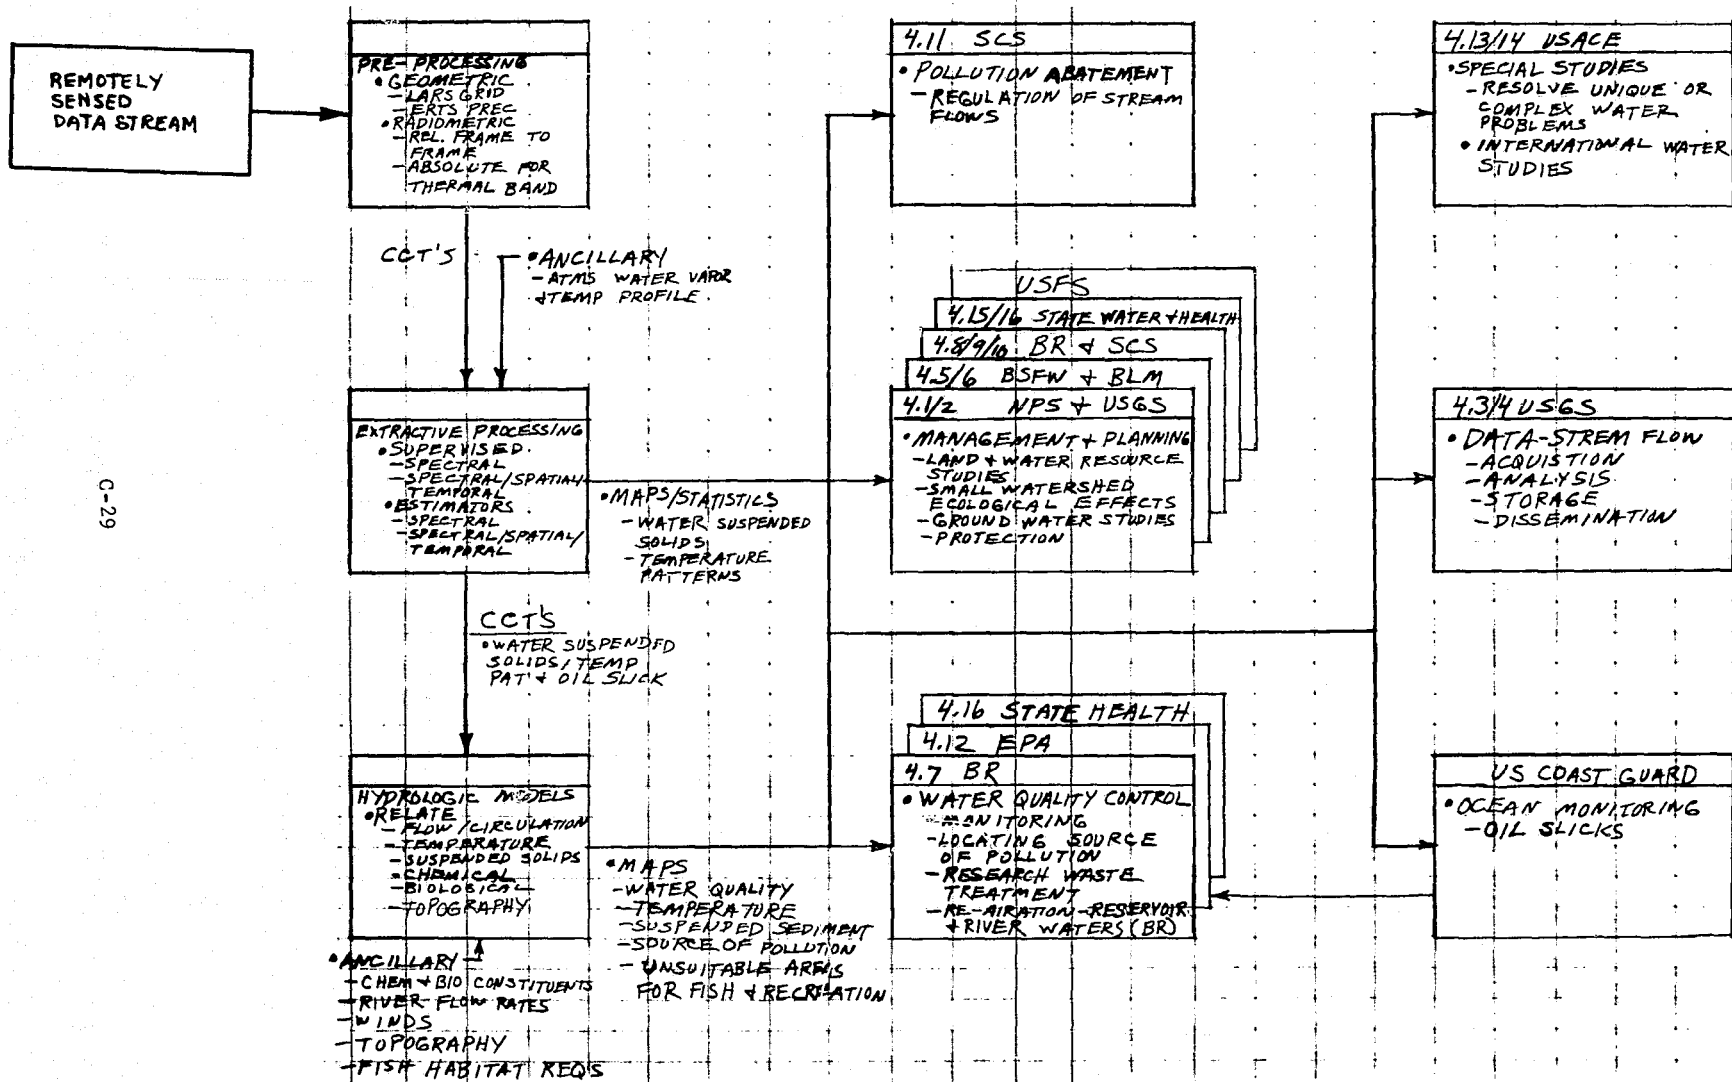 REMOTELY
SENSED
DATA STREAM
PRE-PROCESSING
• GEOMETRIC
- LARS GRID
- ERTS PREC
• RADIOMETRIC
- REL. FRAME TO
FRAME
- ABSOLUTE FOR
THERMAL BAND
CCT'S
• ANCILLARY
- ATMS WATER VAPOR
+ TEMP PROFILE.
EXTRACTIVE PROCESSING
• SUPERVISED.
- SPECTRAL
- SPECTRAL/SPATIAL/
TEMPORAL
• ESTIMATORS
- SPECTRAL
- SPECTRAL/SPATIAL/
TEMPORAL
• MAPS/STATISTICS
- WATER SUSPENDED
SOLIDS
- TEMPERATURE
PATTERNS
CCT'S
• WATER SUSPENDED
SOLIDS/TEMP
PAT'+ OIL SLICK
HYDROLOGIC MODELS
• RELATE
- FLOW/CIRCULATION
- TEMPERATURE
- SUSPENDED SOLIDS
- CHEMICAL
- BIOLOGICAL
- TOPOGRAPHY
• ANCILLARY
- CHEM + BIO CONSTITUENTS
- RIVER FLOW RATES
- WINDS
- TOPOGRAPHY
- FISH HABITAT REQ'S
• MAPS
- WATER QUALITY
- TEMPERATURE
- SUSPENDED SEDIMENT
- SOURCE OF POLLUTION
- UNSUITABLE AREAS
FOR FISH + RECREATION
4.11 SCS
• POLLUTION ABATEMENT
- REGULATION OF STREAM
FLOWS
USFS
4.15/16 STATE WATER + HEALTH
4.8/9/10 BR + SCS
4.5/6 BSFW + BLM
4.1/2 NPS + USGS
• MANAGEMENT + PLANNING
- LAND + WATER RESOURCE
STUDIES
- SMALL WATERSHED
ECOLOGICAL EFFECTS
- GROUND WATER STUDIES
- PROTECTION
4.16 STATE HEALTH
4.12 EPA
4.7 BR
• WATER QUALITY CONTROL
- MONITORING
- LOCATING SOURCE
OF POLLUTION
- RESEARCH WASTE
TREATMENT
- RE-AIRATION-RESERVOIR
+ RIVER WATERS (BR)
4.13/14 USACE
• SPECIAL STUDIES
- RESOLVE UNIQUE OR
COMPLEX WATER
PROBLEMS
• INTERNATIONAL WATER
STUDIES
4.3/4 USGS
• DATA-STREM FLOW
- ACQUISTION
- ANALYSIS
- STORAGE
- DISSEMINATION
US COAST GUARD
• OCEAN MONITORING
- OIL SLICKS
C-29